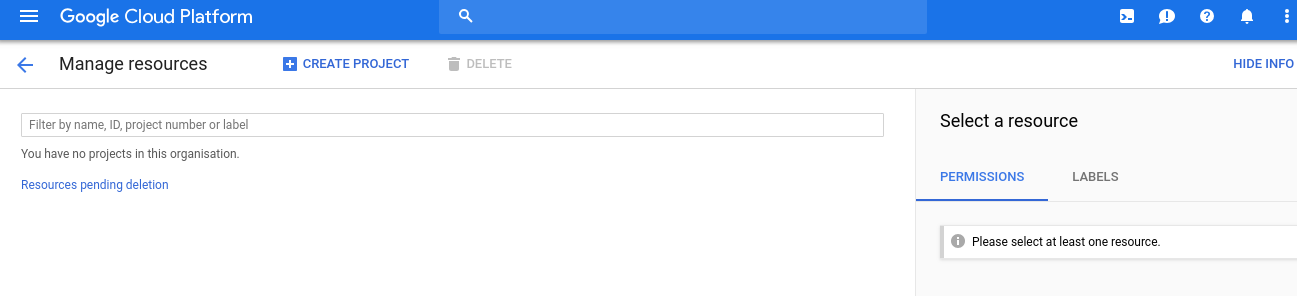 Google Cloud Platform
Manage resources
CREATE PROJECT
DELETE
HIDE INFO
Filter by name, ID, project number or label
You have no projects in this organisation.
Resources pending deletion
Select a resource
PERMISSIONS
LABELS
Please select at least one resource.